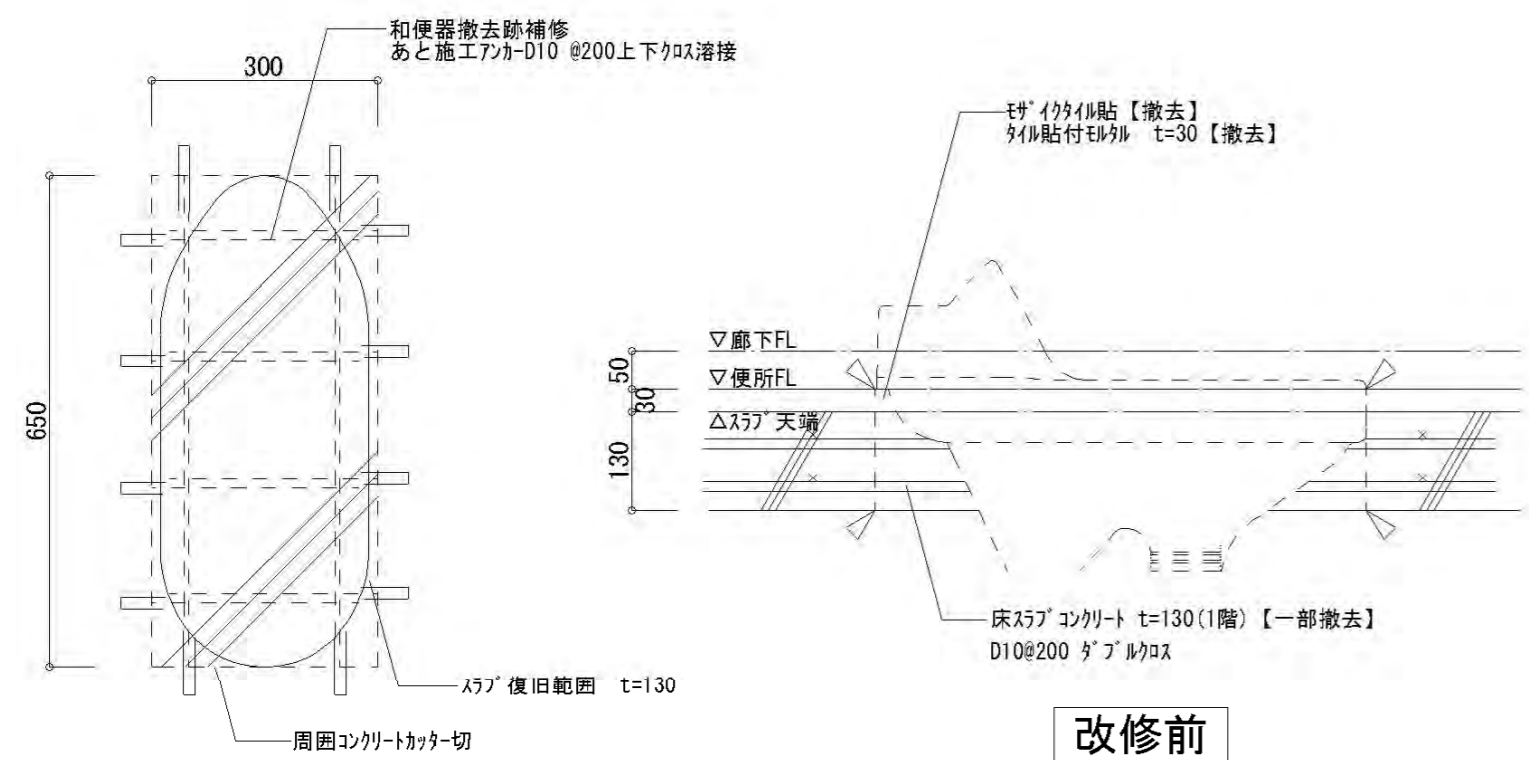 和便器撤去跡補修
あと施工ｱﾝｶｰD10 @200上下ｸﾛｽ溶接
300
650
ｽﾗﾌﾞ復旧範囲 t=130
周囲ｺﾝｸﾘｰﾄｶｯﾀｰ切
ﾓｻﾞｲｸﾀｲﾙ貼【撤去】
ﾀｲﾙ貼付ﾓﾙﾀﾙ t=30【撤去】
▽廊下FL
50
▽便所FL
30
△ｽﾗﾌﾞ天端
130
床ｽﾗﾌﾞｺﾝｸﾘｰﾄ t=130(1階)【一部撤去】
D10@200 ﾀﾞﾌﾞﾙｸﾛｽ
改修前